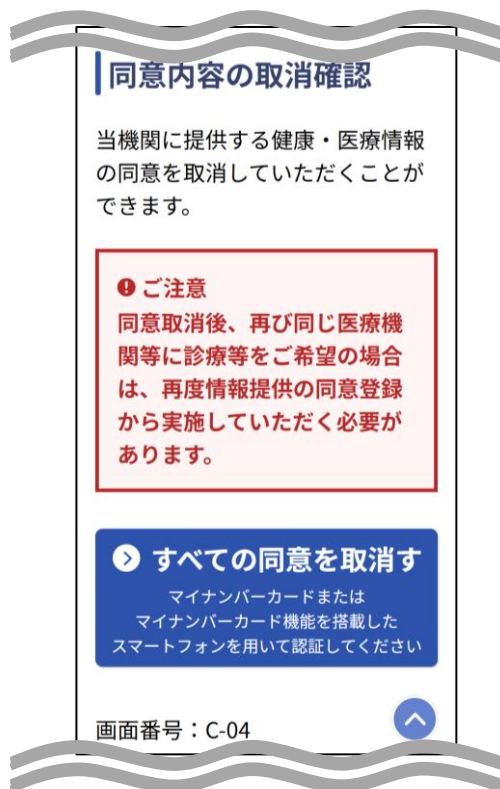 同意内容の取消確認
当機関に提供する健康・医療情報
の同意を取消していただくことが
できます。
ご注意
同意取消後、再び同じ医療機
関等に診療等をご希望の場合
は、再度情報提供の同意登録
から実施していただく必要が
あります。
すべての同意を取消す
マイナンバーカードまたは
マイナンバーカード機能を搭載した
スマートフォンを用いて認証してください
画面番号：C-04